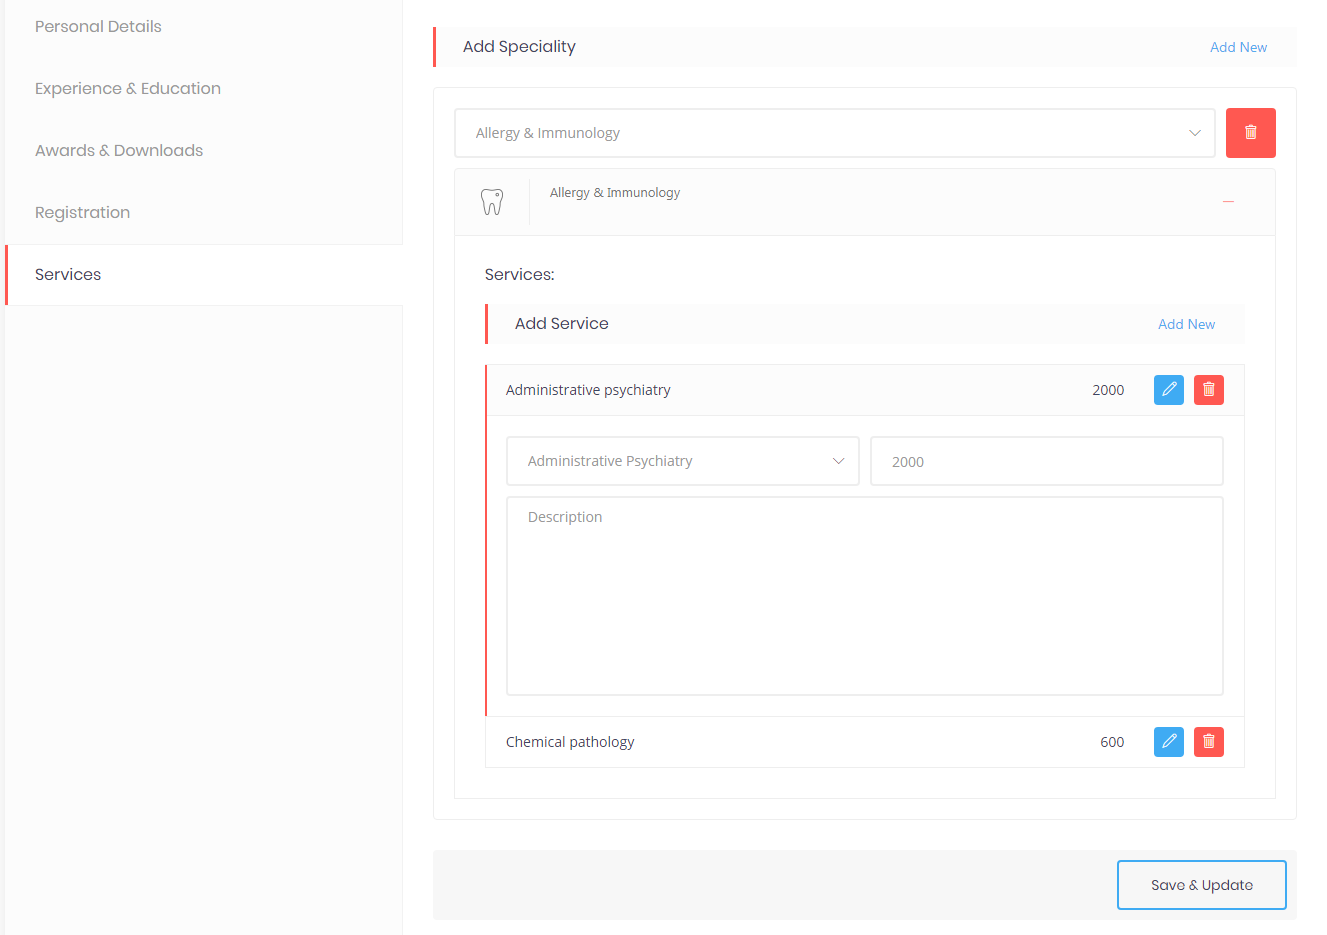 Personal Details
Experience & Education
Awards & Downloads
Registration
Services
Add Speciality
Add New
Allergy & Immunology
Allergy & Immunology
Services:
Add Service
Add New
Administrative psychiatry
2000
Administrative Psychiatry
2000
Description
Chemical pathology
600
Save & Update